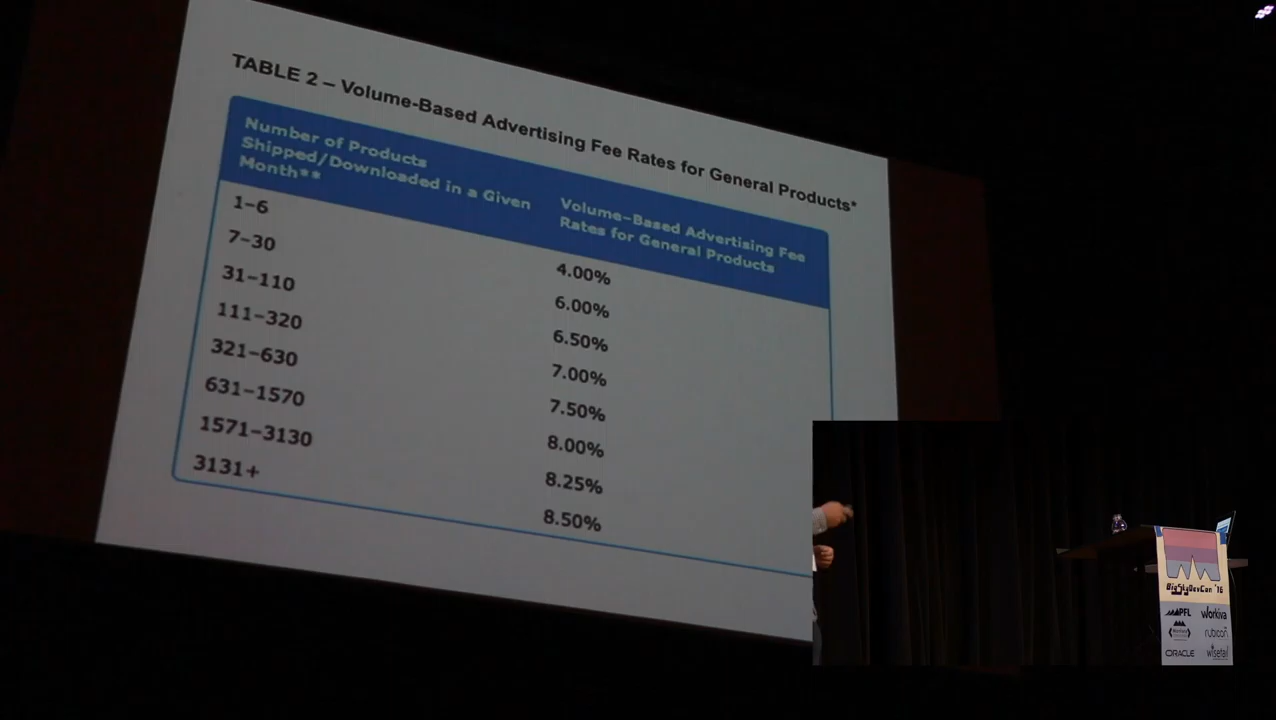 TABLE 2 – Volume-Based Advertising Fee Rates for General Products*
Number of Products
Shipped/Downloaded in a Given
Month**
Volume-Based Advertising Fee
Rates for General Products
1-6
4.00%
7-30
6.00%
31-110
6.50%
111-320
7.00%
321-630
7.50%
631-1570
8.00%
1571-3130
8.25%
3131+
8.50%
BigSkyDevCon '16
PFL
workiva
rubicon
ORACLE
wisetail